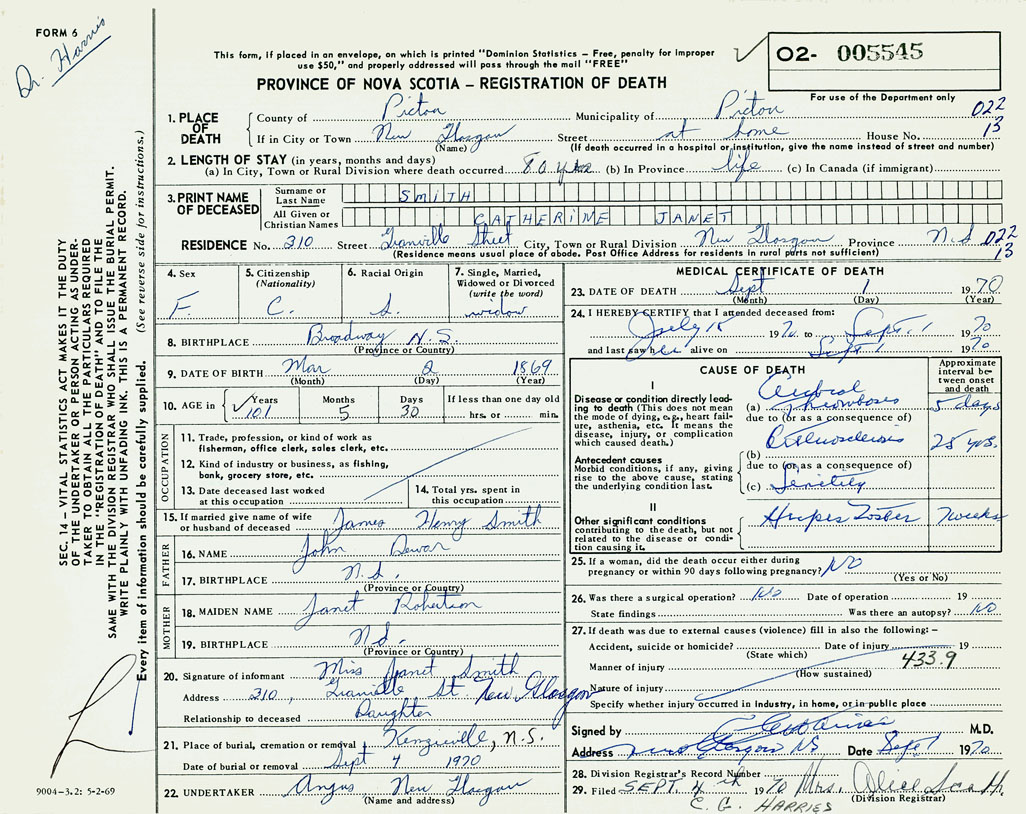 FORM 6
Dr. Harris
This form, if placed in an envelope, on which is printed "Dominion Statistics – Free, penalty for improper
use $50," and properly addressed will pass through the mail "FREE"
PROVINCE OF NOVA SCOTIA – REGISTRATION OF DEATH
02- 005545
For use of the Department only
1. PLACE OF DEATH
County of Pictou Municipality of Pictou 022
If in City or Town New Glasgow Street at home House No. 13
(Name) (If death occurred in a hospital or institution, give the name instead of street and number)
2. LENGTH OF STAY (in years, months and days)
(a) In City, Town or Rural Division where death occurred 80 yrs (b) In Province life (c) In Canada (if immigrant)
3. PRINT NAME OF DECEASED
Surname or Last Name SMITH
All Given or Christian Names CATHERINE JANET
RESIDENCE No. 210 Street Granville Street City, Town or Rural Division New Glasgow Province N.S 022
(Residence means usual place of abode. Post Office Address for residents in rural parts not sufficient) 13
4. Sex
F.
5. Citizenship
(Nationality)
C.
6. Racial Origin
S.
7. Single, Married,
Widowed or Divorced
(write the word)
widow
8. BIRTHPLACE Broadway N.S.
(Province or Country)
9. DATE OF BIRTH Mar 2 1869
(Month) (Day) (Year)
10. AGE in Years 101 Months 5 Days 30 If less than one day old
hrs. or min.
OCCUPATION
11. Trade, profession, or kind of work as
fisherman, office clerk, sales clerk, etc.
12. Kind of industry or business, as fishing,
bank, grocery store, etc.
13. Date deceased last worked
at this occupation
14. Total yrs. spent in
this occupation
15. If married give name of wife
or husband of deceased James Henry Smith
FATHER
16. NAME John Dewar
17. BIRTHPLACE N.S.
(Province or Country)
MOTHER
18. MAIDEN NAME Janet Robertson
19. BIRTHPLACE N.S.
(Province or Country)
20. Signature of informant Miss Janet Smith
Address 210, Granville St New Glasgow
Relationship to deceased Daughter
21. Place of burial, cremation or removal Kenzieville, N.S.
Date of burial or removal Sept 4 1970
22. UNDERTAKER Angus New Glasgow
(Name and address)
MEDICAL CERTIFICATE OF DEATH
23. DATE OF DEATH Sept 1 1970
(Month) (Day) (Year)
24. I HEREBY CERTIFY that I attended deceased from:
July 15 1970 to Sept. 1 1970
and last saw her alive on Sept 1 1970
CAUSE OF DEATH
Approximate
interval be-
tween onset
and death
I
Disease or condition directly lead-
ing to death (This does not mean
the mode of dying, e.g., heart fail-
ure, asthenia, etc. It means the
disease, injury, or complication
which caused death.)
Cerebral
(a) Thrombosis 5 days
due to (or as a consequence of)
Arteriosclerosis
(b) 25 yrs.
Antecedent causes
Morbid conditions, if any, giving
rise to the above cause, stating
the underlying condition last.
due to (or as a consequence of)
(c) Senility
II
Other significant conditions
contributing to the death, but not
related to the disease or condi-
tion causing it.
Herpes Zoster 7 weeks
25. If a woman, did the death occur either during
pregnancy or within 90 days following pregnancy? NO
(Yes or No)
26. Was there a surgical operation? NO Date of operation 19
State findings Was there an autopsy? NO
27. If death was due to external causes (violence) fill in also the following: –
Accident, suicide or homicide? Date of injury 19
(State which)
433.9
Manner of injury
(How sustained)
Nature of injury
Specify whether injury occurred in industry, in home, or in public place
Signed by M.D.
Address New Glasgow NS Date Sept 1 1970
28. Division Registrar's Record Number
29. Filed SEPT. 4th 1970 Mrs. Alice
(Division Registrar)
C. G. HARRIES
SEC. 14 – VITAL STATISTICS ACT MAKES IT THE DUTY
OF THE UNDERTAKER OR PERSON ACTING AS UNDER-
TAKER TO OBTAIN ALL THE PARTICULARS REQUIRED
IN THE "REGISTRATION OF DEATH" AND TO FILE THE
SAME WITH THE DIVISION REGISTRAR WHO SHALL ISSUE THE BURIAL PERMIT.
WRITE PLAINLY WITH UNFADING INK. THIS IS A PERMANENT RECORD.
Every item of information should be carefully supplied. (See reverse side for instructions.)
9004-3.2: 5-2-69